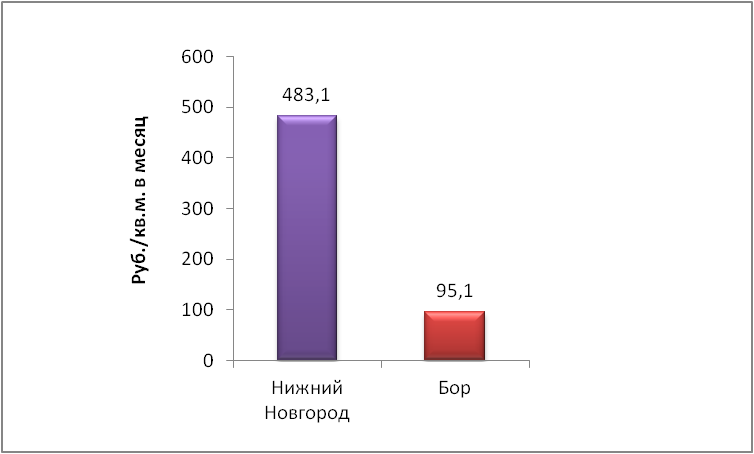 Руб./кв.м. в месяц
600
500
400
300
200
100
0
483,1
95,1
Нижний
Новгород
Бор